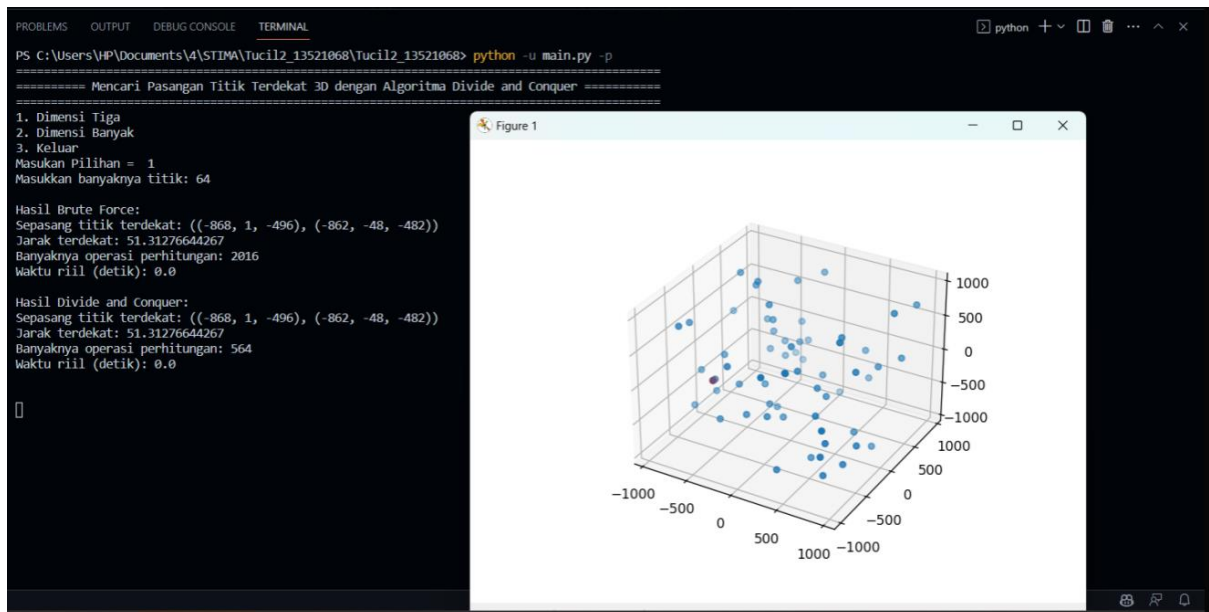 PROBLEMS OUTPUT DEBUG CONSOLE TERMINAL python
PS C:\Users\HP\Documents\4\STIMA\Tucil2_13521068\Tucil2_13521068> python -u main.py -p
================================================================================
========== Mencari Pasangan Titik Terdekat 3D dengan Algoritma Divide and Conquer ===========
================================================================================
1. Dimensi Tiga
2. Dimensi Banyak
3. Keluar
Masukan Pilihan = 1
Masukkan banyaknya titik: 64
Hasil Brute Force:
Sepasang titik terdekat: ((-868, 1, -496), (-862, -48, -482))
Jarak terdekat: 51.31276644267
Banyaknya operasi perhitungan: 2016
Waktu riil (detik): 0.0
Hasil Divide and Conquer:
Sepasang titik terdekat: ((-868, 1, -496), (-862, -48, -482))
Jarak terdekat: 51.31276644267
Banyaknya operasi perhitungan: 564
Waktu riil (detik): 0.0
Figure 1
1000
500
0
−500
−1000
1000
500
0
−500
−1000
−1000
−500
0
500
1000